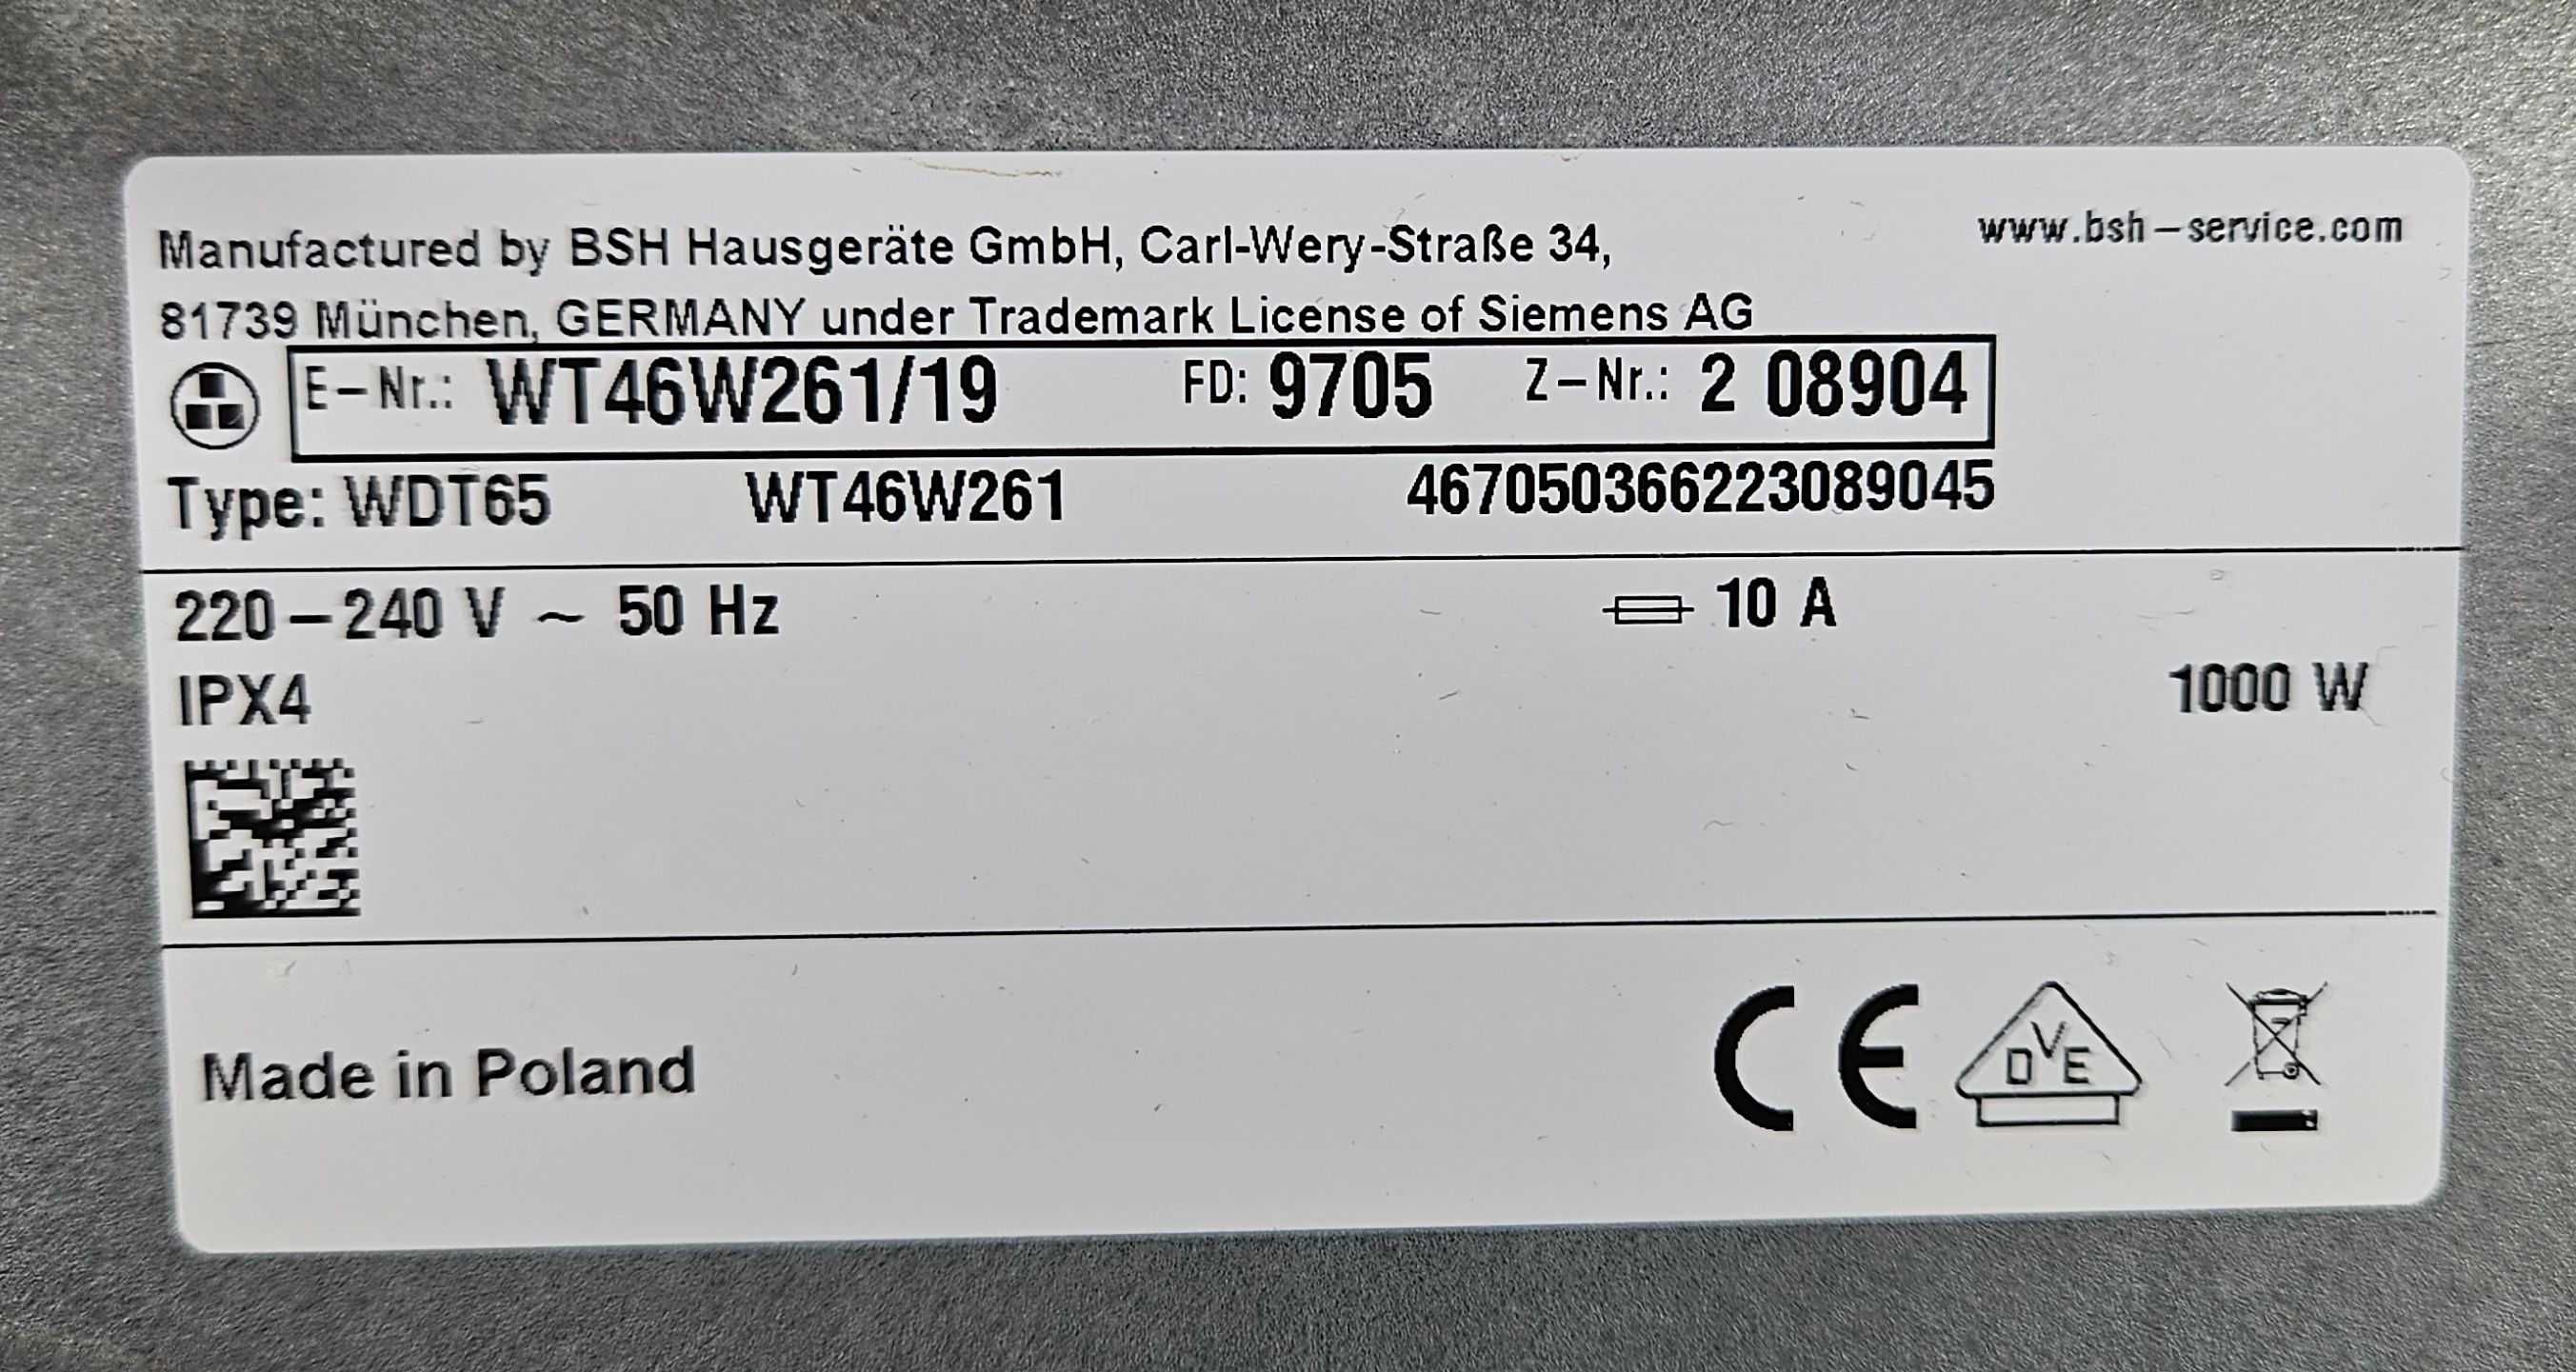 Manufactured by BSH Hausgeräte GmbH, Carl-Wery-Straße 34,
www.bsh-service.com
81739 München, GERMANY under Trademark License of Siemens AG
E-Nr.: WT46W261/19 FD: 9705 Z-Nr.: 2 08904
Type: WDT65 WT46W261 467050366223089045
220-240 V ~ 50 Hz 10 A
IPX4 1000 W
Made in Poland CE DVE